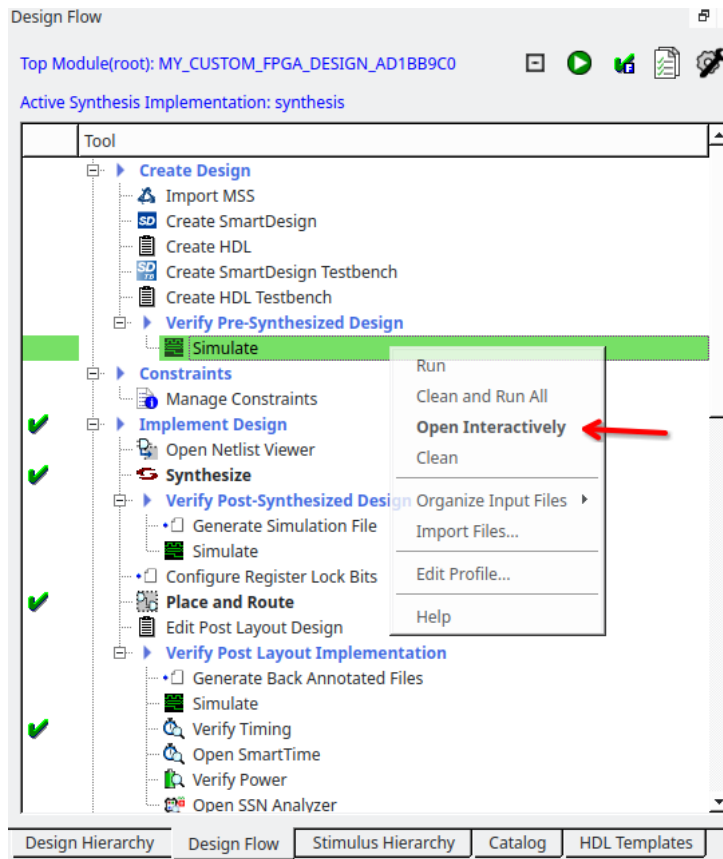 Design Flow
Top Module(root): MY_CUSTOM_FPGA_DESIGN_AD1BB9C0
Active Synthesis Implementation: synthesis
Tool
Create Design
Import MSS
SD Create SmartDesign
Create HDL
SD TB Create SmartDesign Testbench
Create HDL Testbench
Verify Pre-Synthesized Design
Simulate
Constraints
Manage Constraints
Implement Design
Open Netlist Viewer
Synthesize
Verify Post-Synthesized Design
Generate Simulation File
Simulate
Configure Register Lock Bits
Place and Route
Edit Post Layout Design
Verify Post Layout Implementation
Generate Back Annotated Files
Simulate
Verify Timing
Open SmartTime
Verify Power
Open SSN Analyzer
Run
Clean and Run All
Open Interactively
Clean
Organize Input Files
Import Files...
Edit Profile...
Help
Design Hierarchy Design Flow Stimulus Hierarchy Catalog HDL Templates